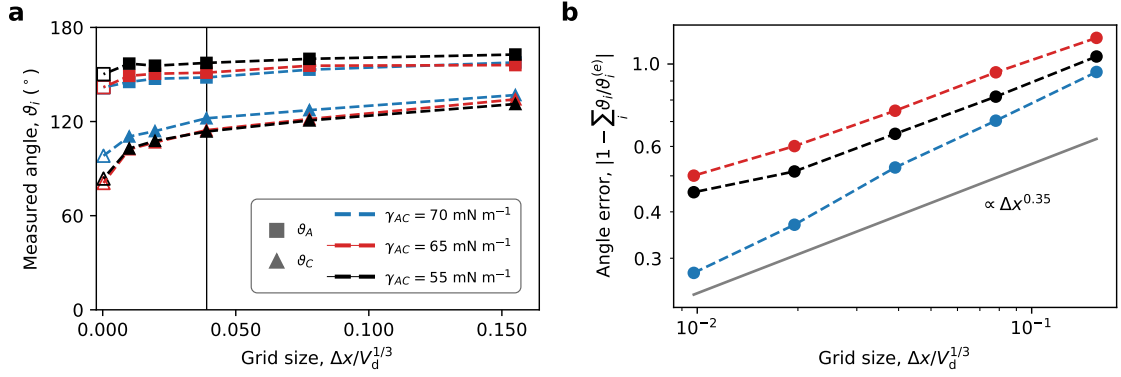 a
180
120
60
0
Measured angle, ϑᵢ (°)
ϑ_A
ϑ_C
γ_AC = 70 mN m⁻¹
γ_AC = 65 mN m⁻¹
γ_AC = 55 mN m⁻¹
0.000 0.050 0.100 0.150
Grid size, Δx/V_d^{1/3}
b
1.0
0.6
0.4
0.3
Angle error, |1 − ∑_i ϑ_i/ϑ_i^{(e)}|
∝ Δx^{0.35}
10⁻² 10⁻¹
Grid size, Δx/V_d^{1/3}